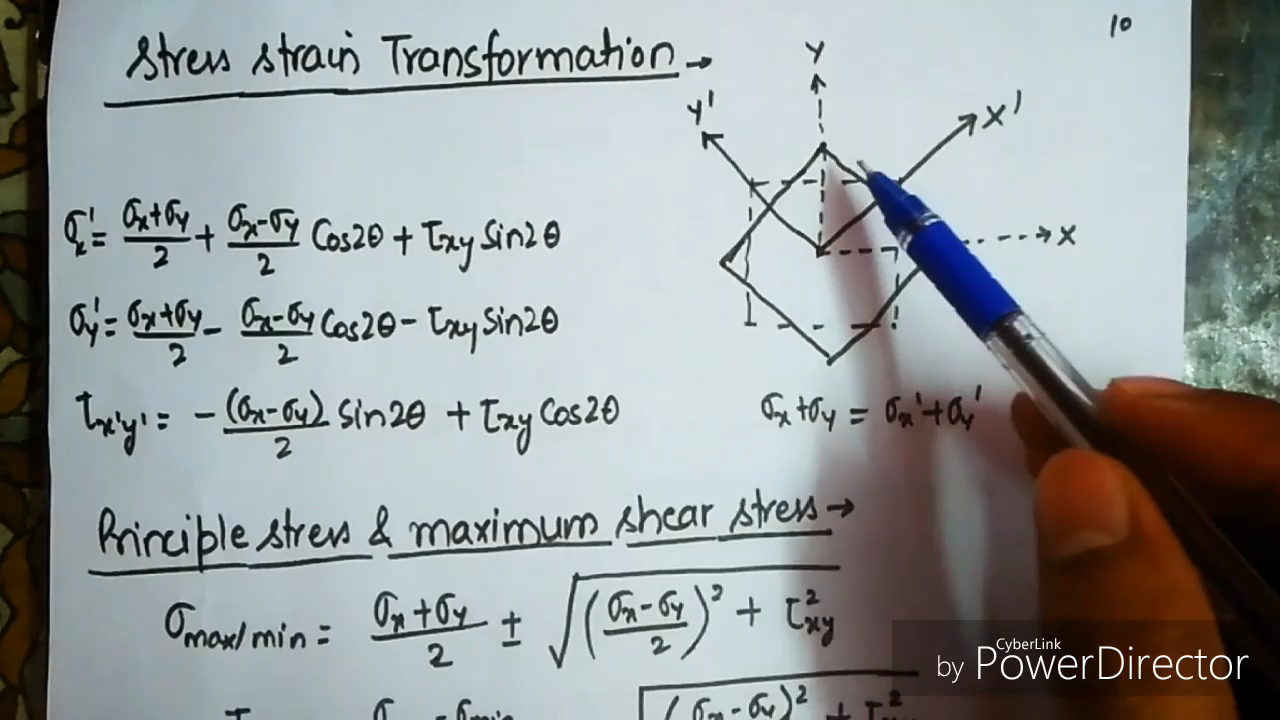 10
Stress strain Transformation →
Y
Y'
X'
X
σx' = (σx+σy)/2 + (σx-σy)/2 Cos2θ + τxy Sin2θ
σy' = (σx+σy)/2 - (σx-σy)/2 Cos2θ - τxy Sin2θ
τx'y' = -(σx-σy)/2 Sin2θ + τxy Cos2θ
σx+σy = σx'+σy'
Principle stress & maximum shear stress →
σmax/min = (σx+σy)/2 ± √(((σx-σy)/2)² + τxy²)
CyberLink
by PowerDirector